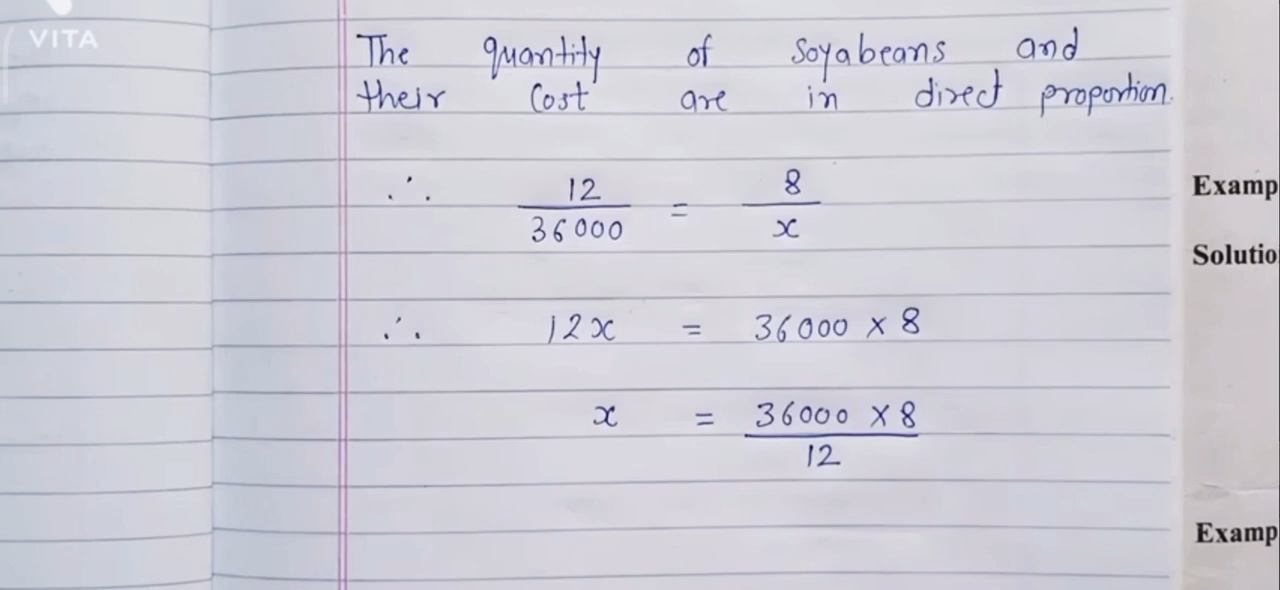 VITA
The quantity of soyabeans and
their cost are in direct proportion.
∴ 12/36000 = 8/x
∴ 12x = 36000 × 8
x = 36000 × 8 / 12
Examp
Solutio
Examp